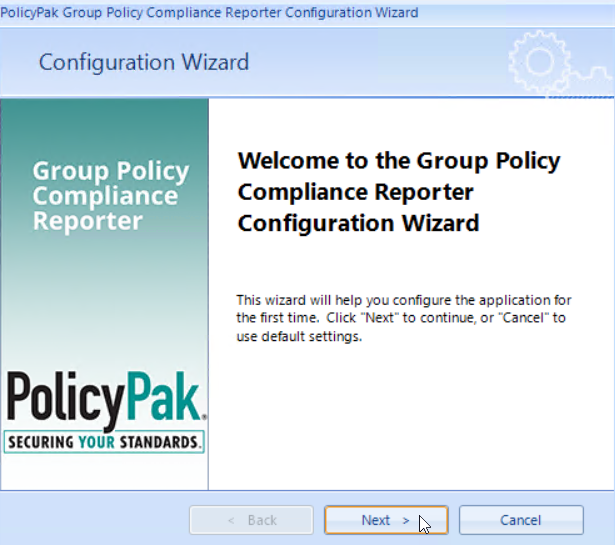 PolicyPak Group Policy Compliance Reporter Configuration Wizard
Configuration Wizard
Group Policy
Compliance
Reporter
Welcome to the Group Policy
Compliance Reporter
Configuration Wizard
This wizard will help you configure the application for
the first time.  Click "Next" to continue, or "Cancel" to
use default settings.
PolicyPak.
SECURING YOUR STANDARDS.
< Back
Next >
Cancel